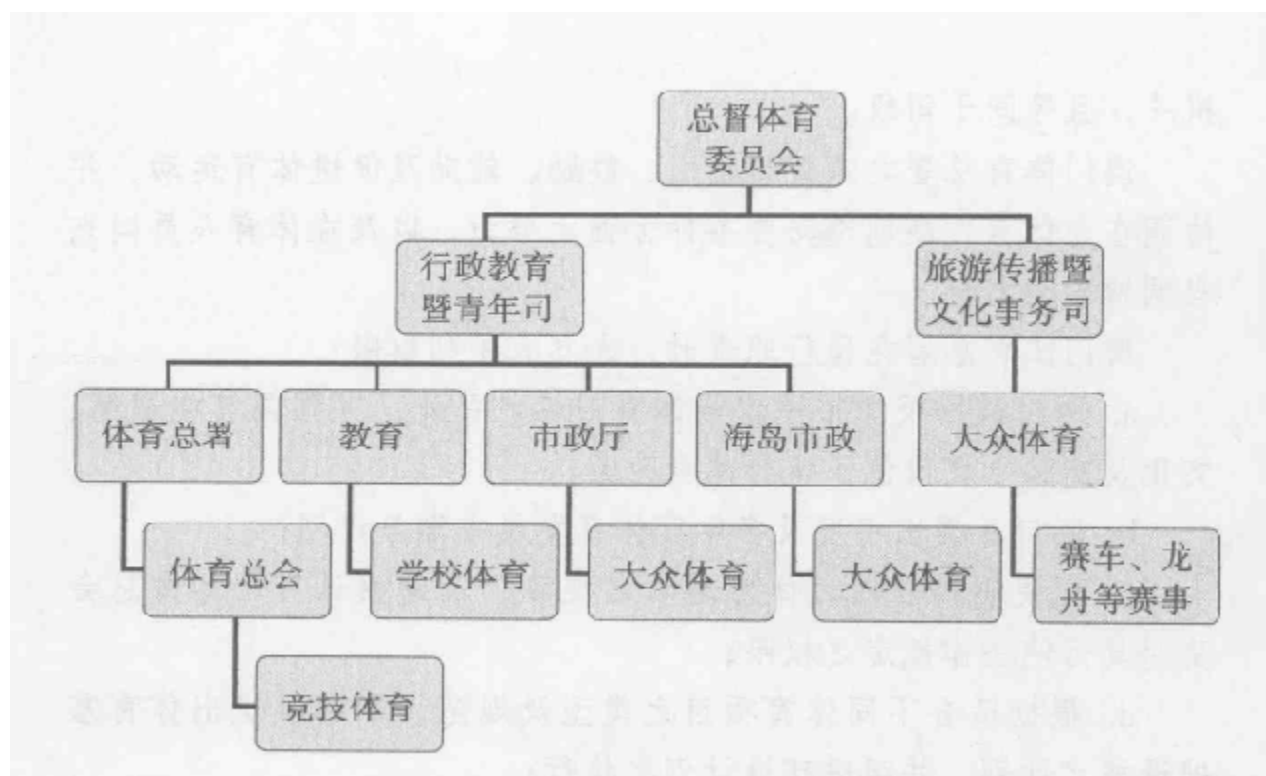 总督体育
委员会
行政教育
暨青年司
旅游传播暨
文化事务司
体育总署
教育
市政厅
海岛市政
大众体育
体育总会
学校体育
大众体育
大众体育
赛车、龙
舟等赛事
竞技体育